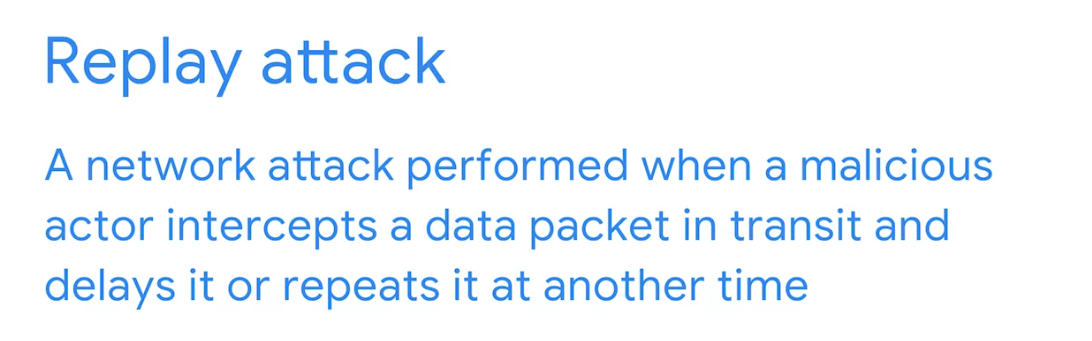 Replay attack
A network attack performed when a malicious
actor intercepts a data packet in transit and
delays it or repeats it at another time